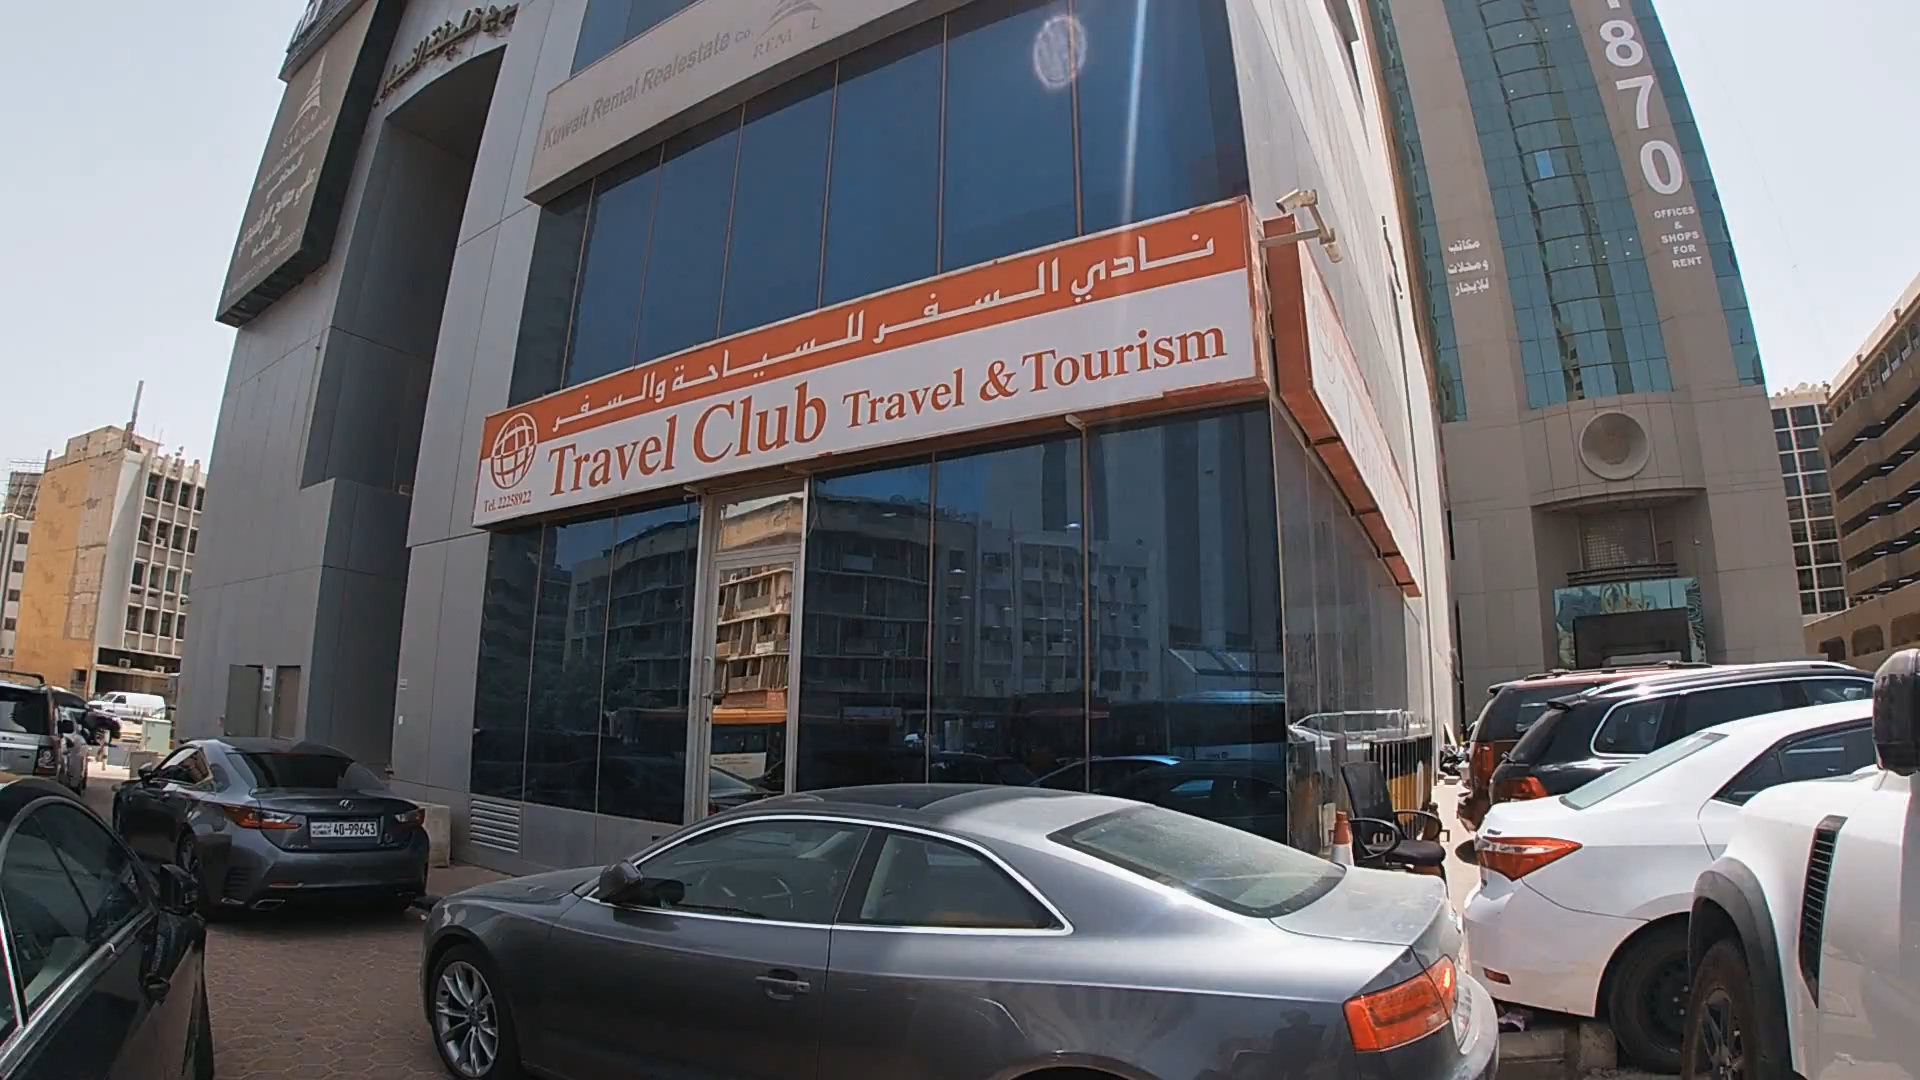 Kuwait Remal Realestate co.
نادي السفر للسياحة والسفر
Travel Club Travel & Tourism
Tel. 22258922
870
OFFICES
&
SHOPS
FOR
RENT
مكاتب
ومحلات
للإيجار
KUWAIT 40-99643